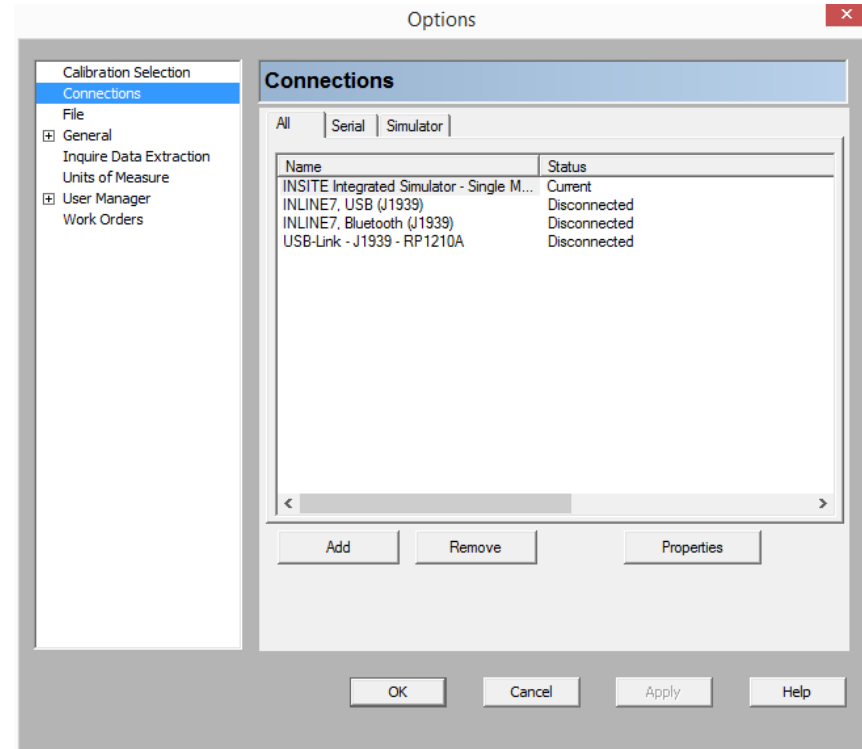 Options
Calibration Selection
Connections
File
General
Inquire Data Extraction
Units of Measure
User Manager
Work Orders
Connections
All Serial Simulator
Name Status
INSITE Integrated Simulator - Single M... Current
INLINE7, USB (J1939) Disconnected
INLINE7, Bluetooth (J1939) Disconnected
USB-Link - J1939 - RP1210A Disconnected
Add Remove Properties
OK Cancel Apply Help